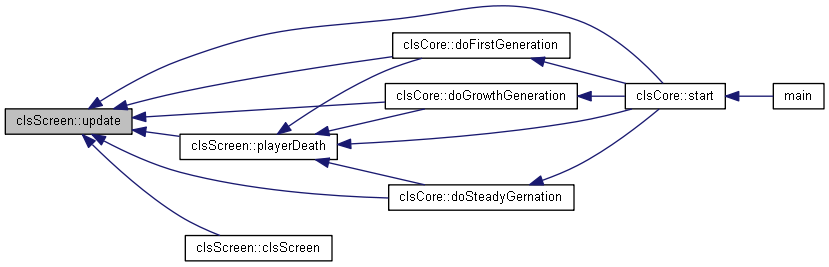 clsScreen::update
clsCore::doFirstGeneration
clsCore::doGrowthGeneration
clsScreen::playerDeath
clsCore::doSteadyGernation
clsScreen::clsScreen
clsCore::start
main